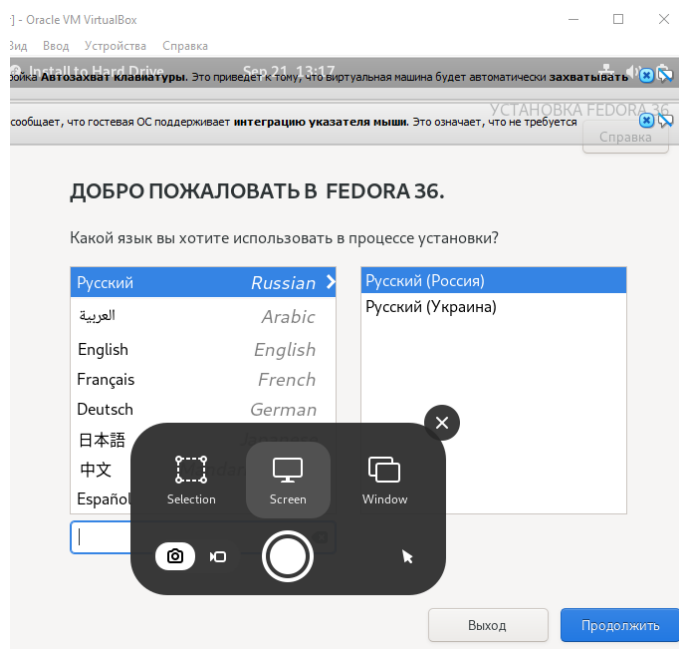 ] - Oracle VM VirtualBox
Вид Ввод Устройства Справка
Install to Hard Drive Sep 21 13:17
ройка Автозахват клавиатуры. Это приведет к тому, что виртуальная машина будет автоматически захватывать
УСТАНОВКА FEDORA 36
сообщает, что гостевая ОС поддерживает интеграцию указателя мыши. Это означает, что не требуется
Справка
ДОБРО ПОЖАЛОВАТЬ В FEDORA 36.
Какой язык вы хотите использовать в процессе установки?
Русский Russian Русский (Россия)
العربية Arabic Русский (Украина)
English English
Français French
Deutsch German
日本語
中文
Español
Selection Screen Window
Выход Продолжить